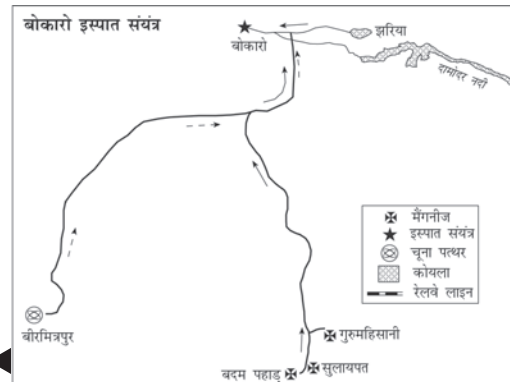 बोकारो इस्पात संयंत्र
बोकारो
झरिया
दामोदर नदी
मैंगनीज
इस्पात संयंत्र
चूना पत्थर
कोयला
रेलवे लाइन
बीरमित्रपुर
गुरुमहिसानी
सुलायपत
बदम पहाड़